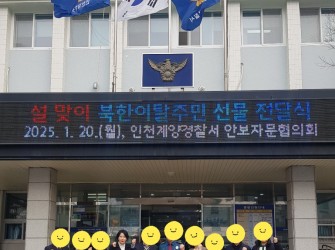 설 맞이 북한이탈주민 선물 전달식
2025. 1. 20.(월), 인천계양경찰서 안보자문협의회